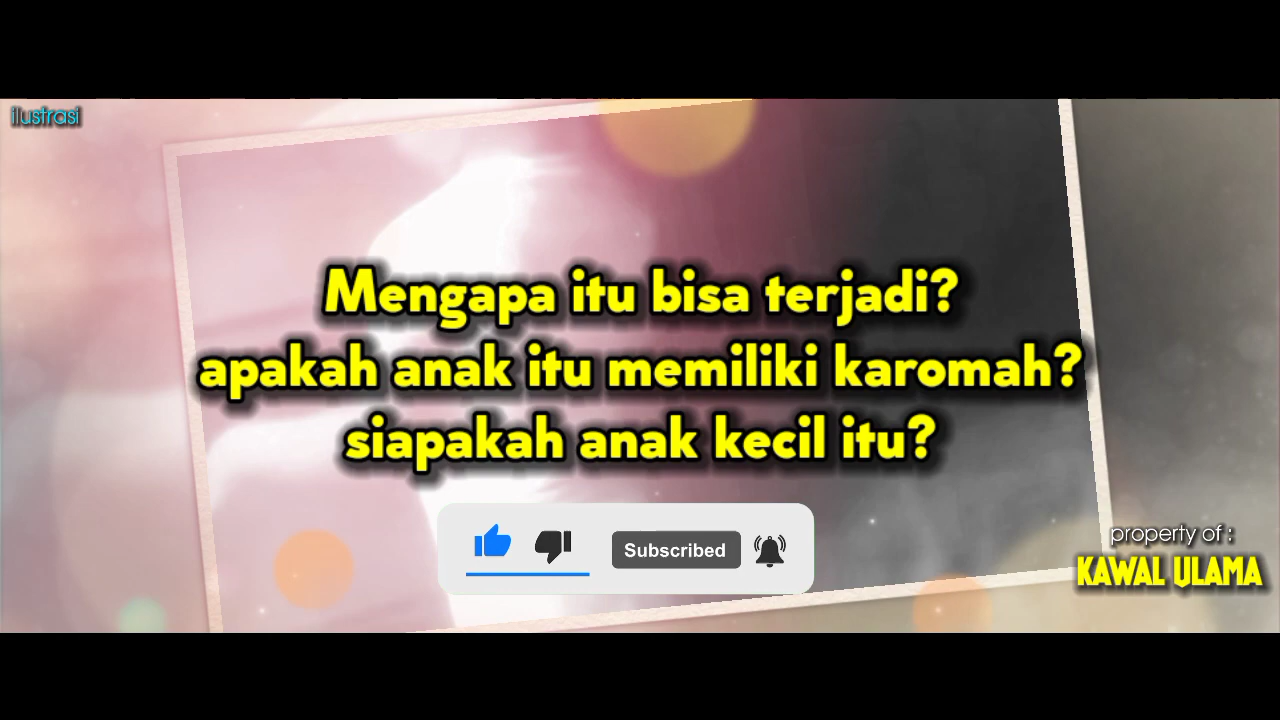 ilustrasi
Mengapa itu bisa terjadi?
apakah anak itu memiliki karomah?
siapakah anak kecil itu?
Subscribed
property of :
KAWAL ULAMA